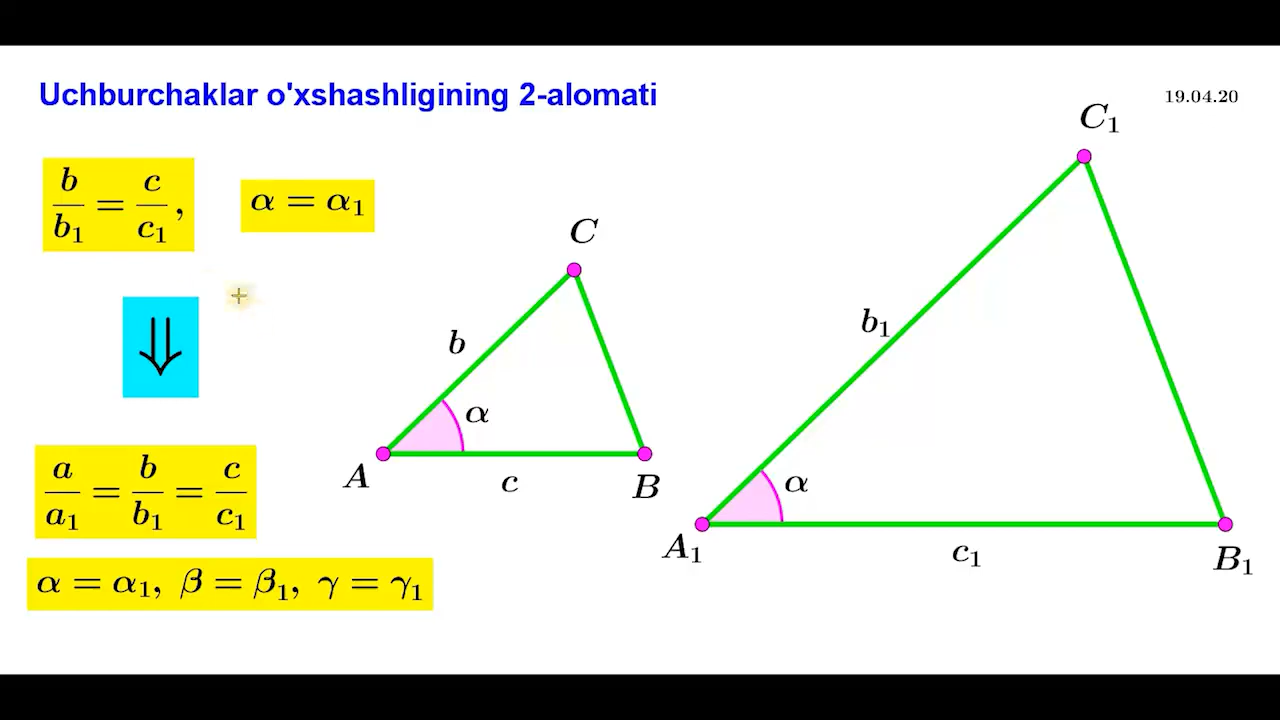 Uchburchaklar o'xshashligining 2-alomati
19.04.20
b/b₁ = c/c₁,
α = α₁
⇓
a/a₁ = b/b₁ = c/c₁
α = α₁, β = β₁, γ = γ₁
C
b
α
A
c
B
C₁
b₁
α
A₁
c₁
B₁